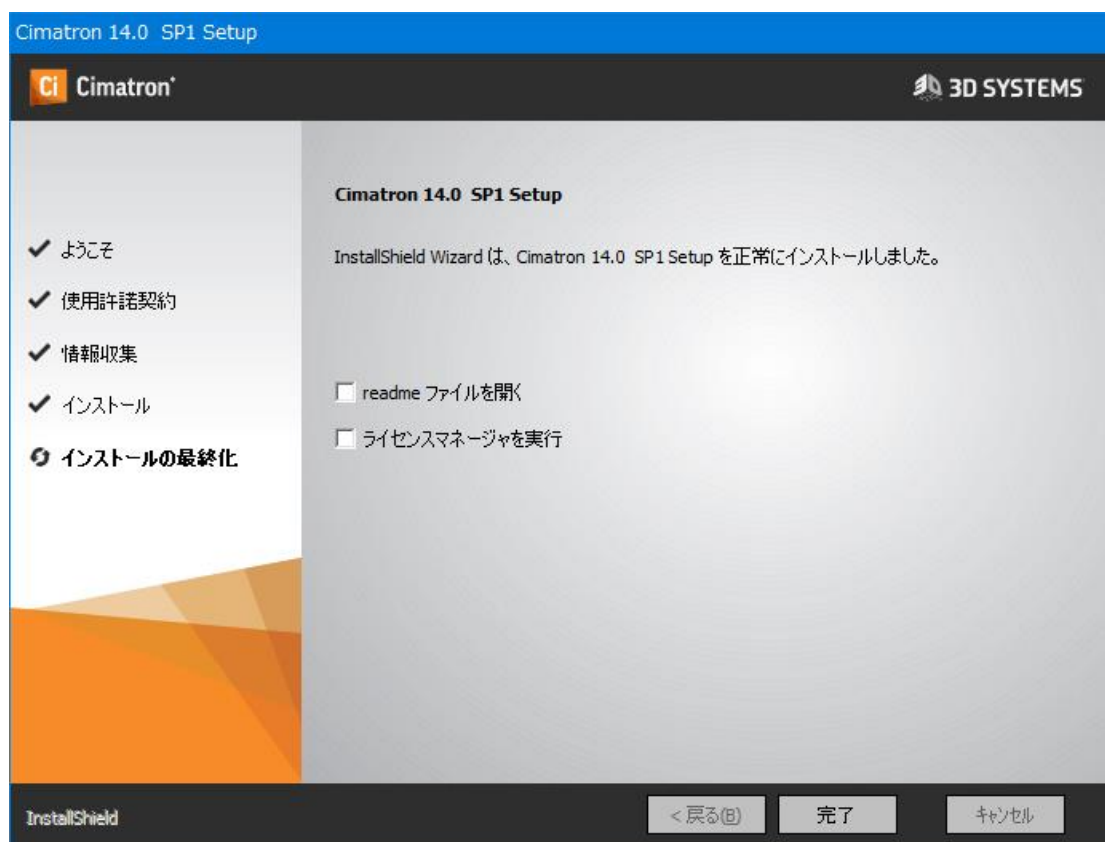 Cimatron 14.0 SP1 Setup
Ci Cimatron
3D SYSTEMS
ようこそ
使用許諾契約
情報収集
インストール
インストールの最終化
Cimatron 14.0 SP1 Setup
InstallShield Wizard は、Cimatron 14.0 SP1 Setup を正常にインストールしました。
readme ファイルを開く
ライセンスマネージャを実行
InstallShield
< 戻る(B)
完了
キャンセル